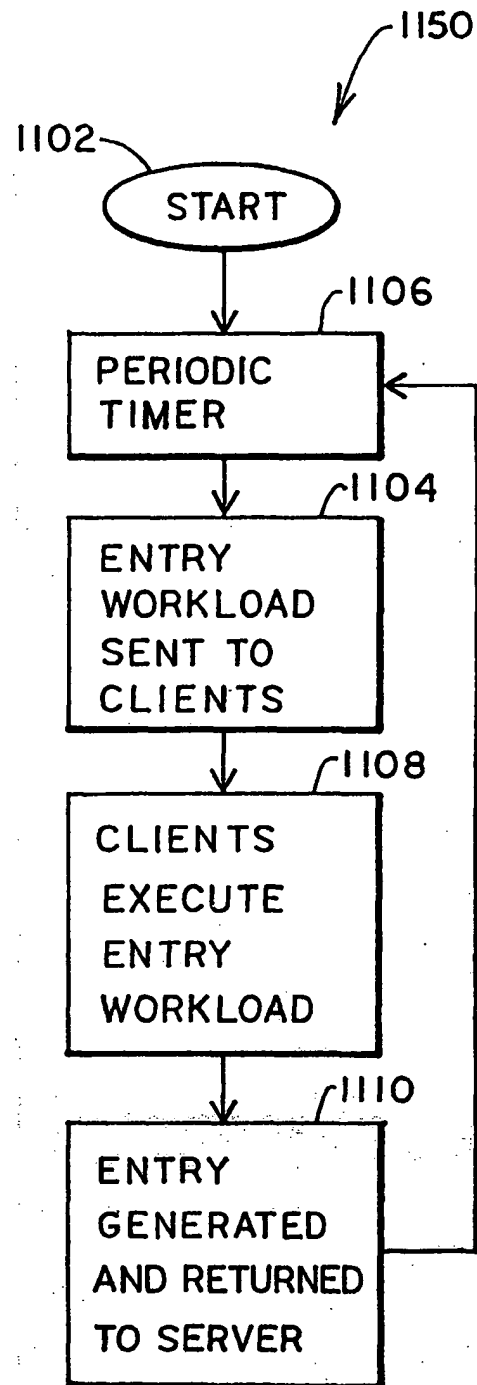 1150
1102
START
1106
PERIODIC
TIMER
1104
ENTRY
WORKLOAD
SENT TO
CLIENTS
1108
CLIENTS
EXECUTE
ENTRY
WORKLOAD
1110
ENTRY
GENERATED
AND RETURNED
TO SERVER